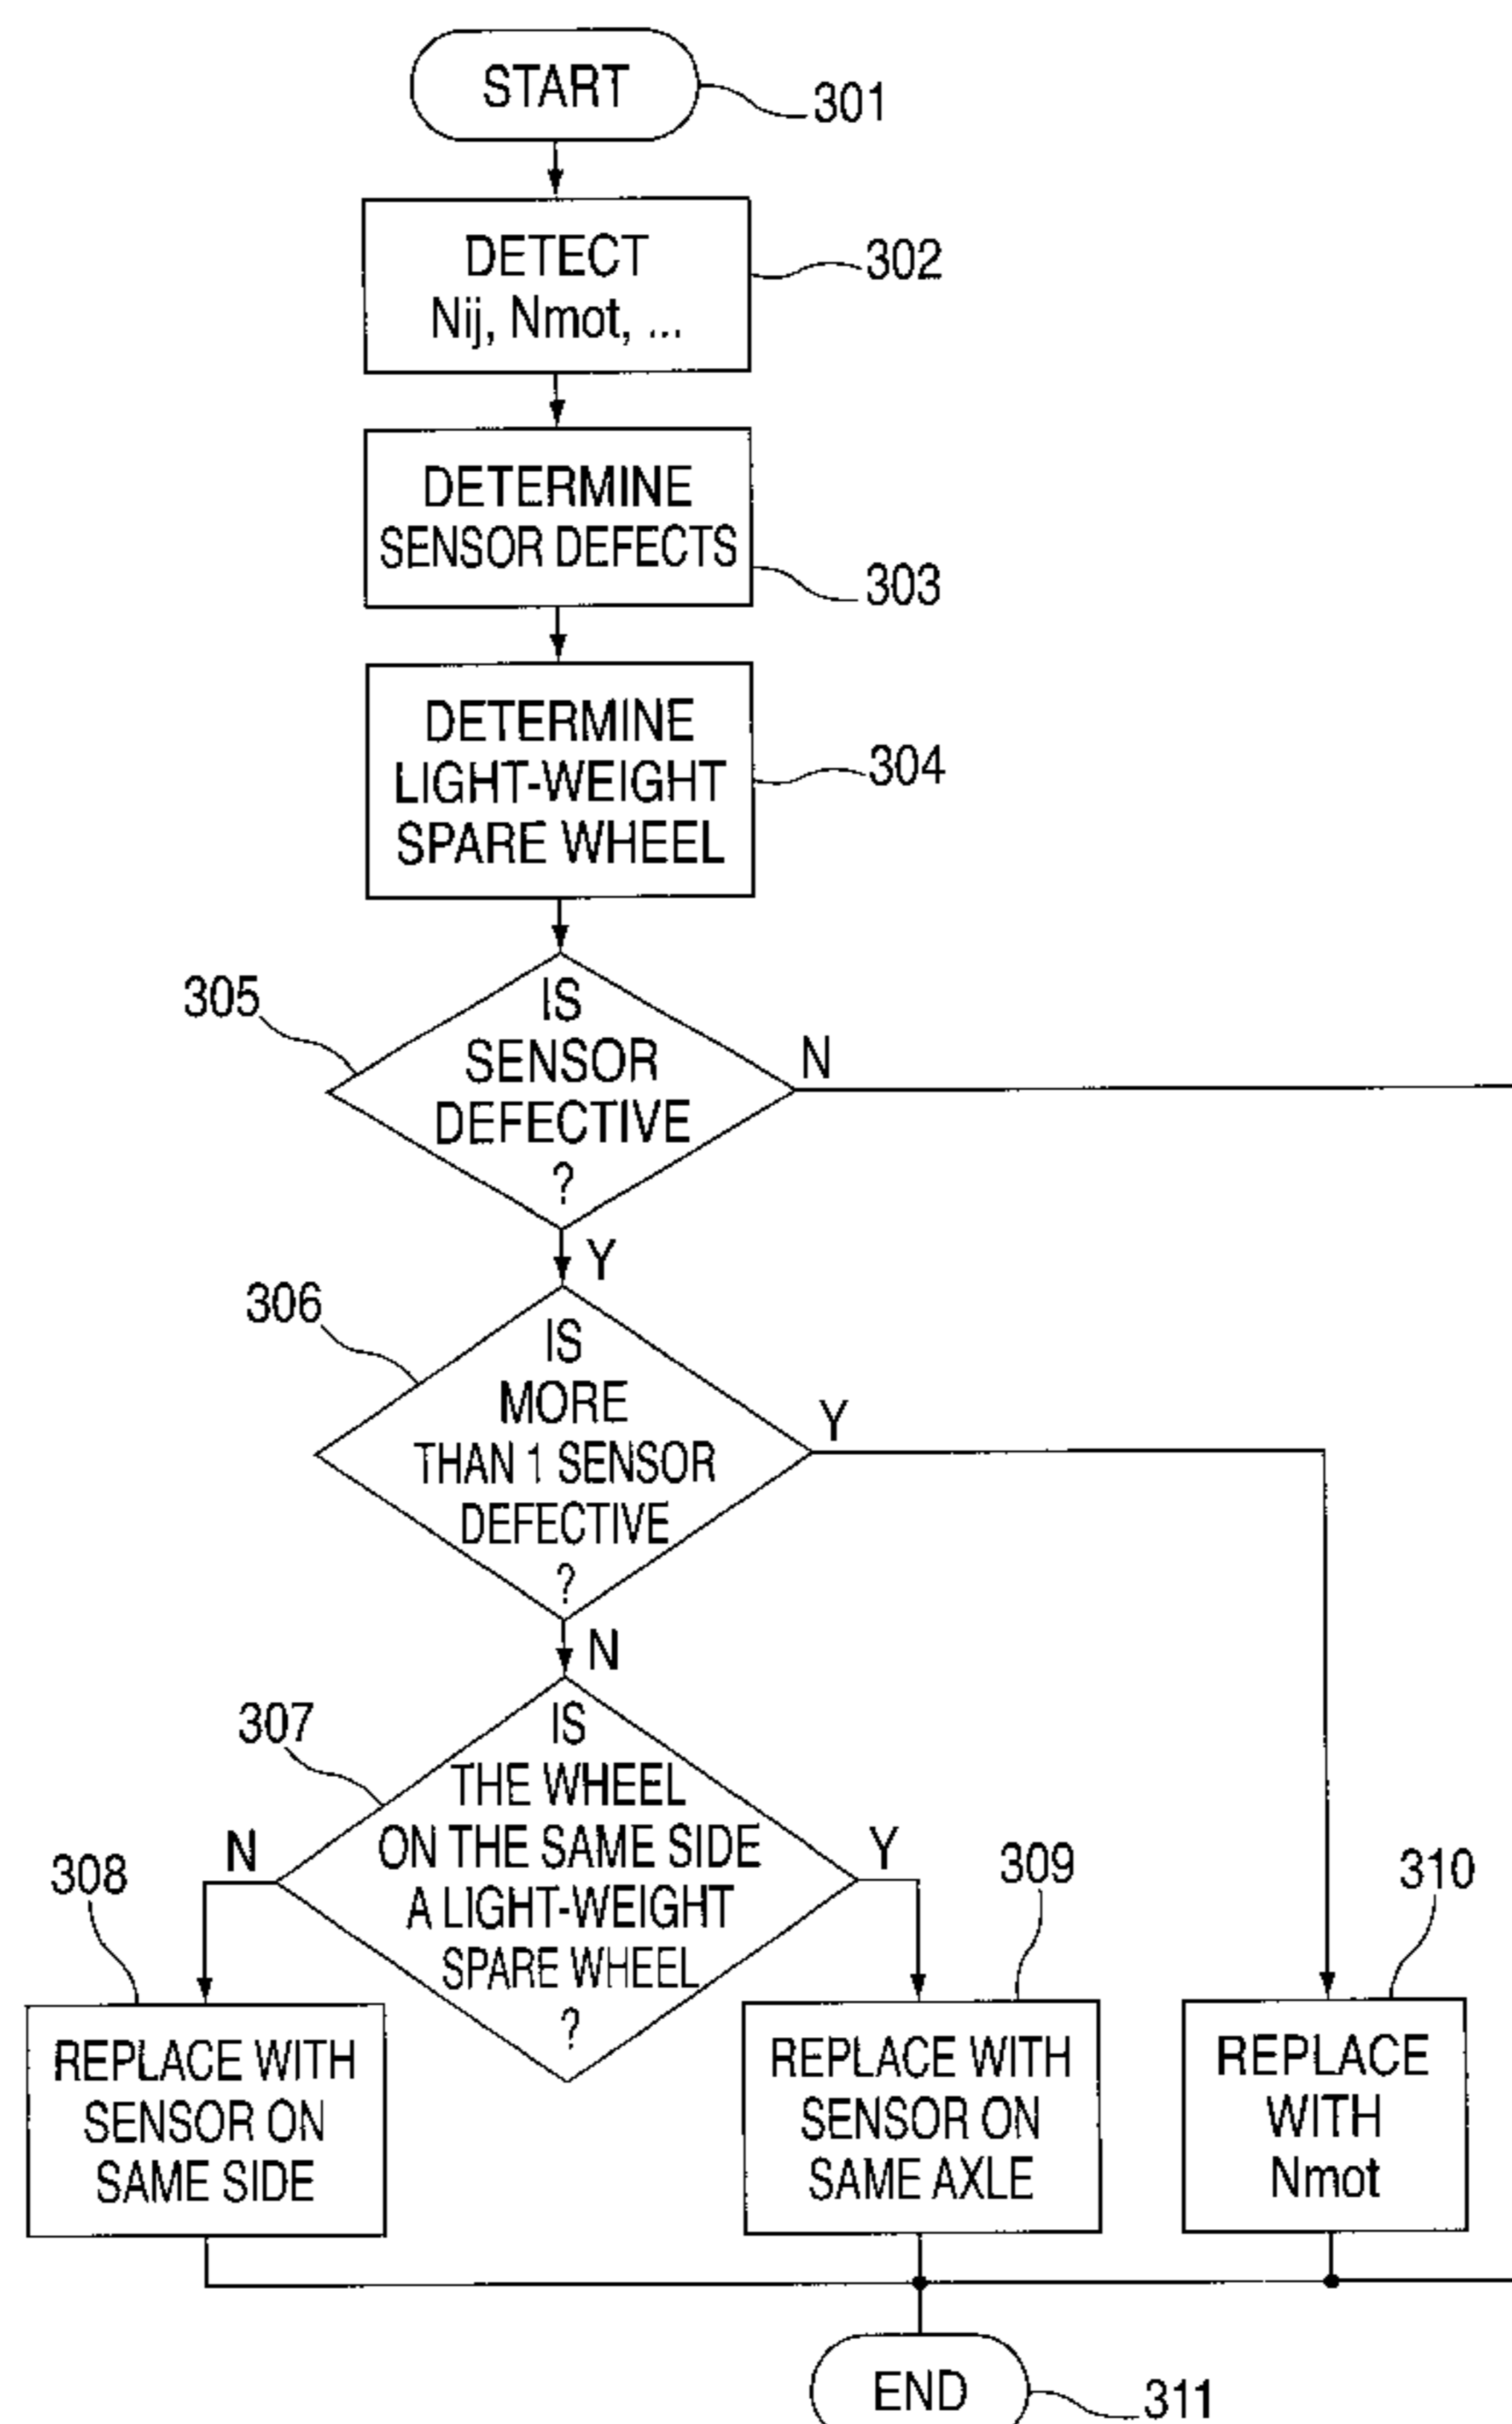 START
301
DETECT
Nij, Nmot, ...
302
DETERMINE
SENSOR DEFECTS
303
DETERMINE
LIGHT-WEIGHT
SPARE WHEEL
304
305
IS
SENSOR
DEFECTIVE
?
N
Y
306
IS
MORE
THAN 1 SENSOR
DEFECTIVE
?
Y
N
307
IS
THE WHEEL
ON THE SAME SIDE
A LIGHT-WEIGHT
SPARE WHEEL
?
N
Y
308
REPLACE WITH
SENSOR ON
SAME SIDE
309
REPLACE WITH
SENSOR ON
SAME AXLE
310
REPLACE
WITH
Nmot
END
311